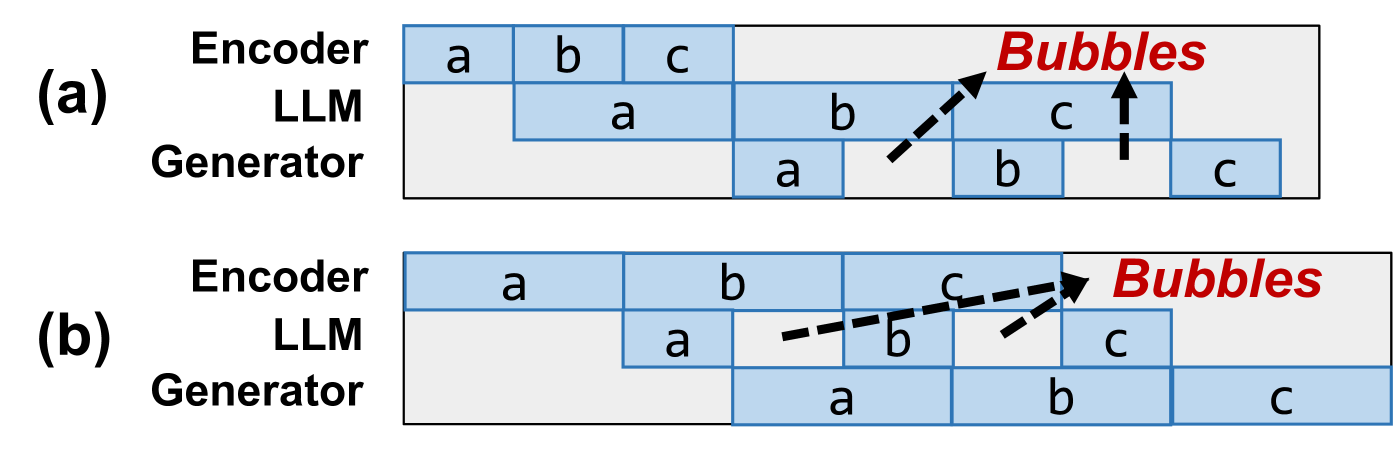 (a)
Encoder a b c Bubbles
LLM a b c
Generator a b c
(b)
Encoder a b c Bubbles
LLM a b c
Generator a b c